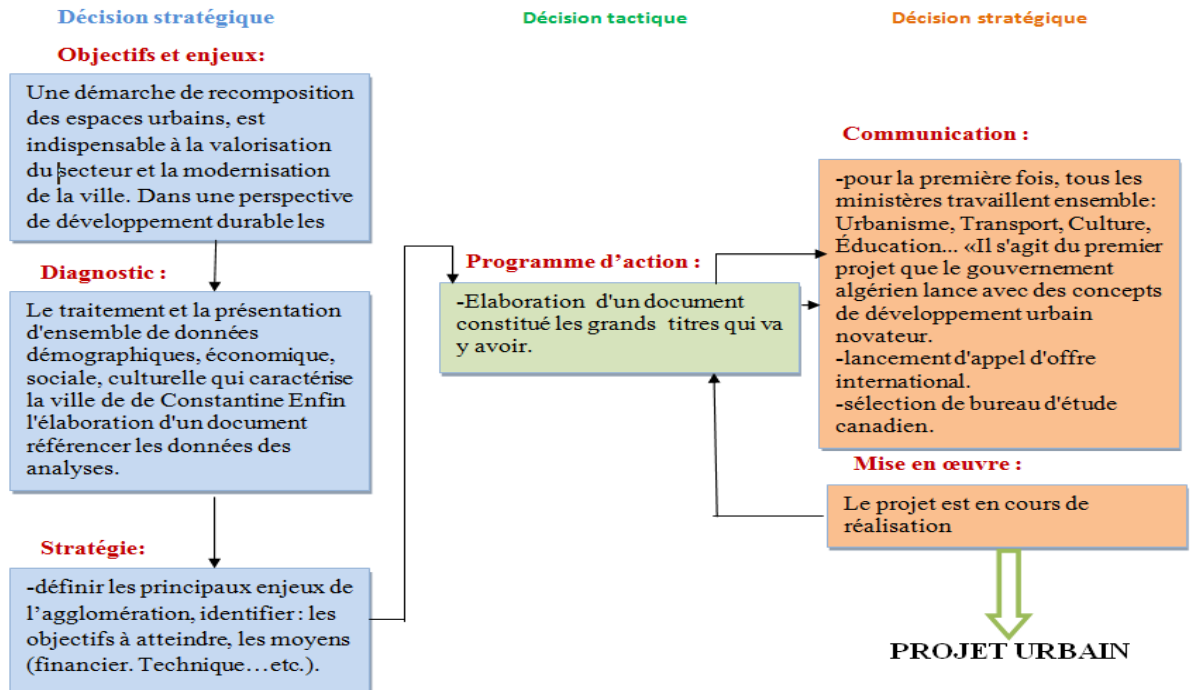 Décision stratégique
Objectifs et enjeux:
Une démarche de recomposition
des espaces urbains, est
indispensable à la valorisation
du secteur et la modernisation
de la ville. Dans une perspective
de développement durable les
Diagnostic :
Le traitement et la présentation
d'ensemble de données
démographiques, économique,
sociale, culturelle qui caractérise
la ville de de Constantine Enfin
l'élaboration d'un document
référencer les données des
analyses.
Stratégie:
-définir les principaux enjeux de
l'agglomération, identifier : les
objectifs à atteindre, les moyens
(financier. Technique…etc.).
Décision tactique
Programme d'action :
-Elaboration d'un document
constitué les grands titres qui va
y avoir.
Décision stratégique
Communication :
-pour la première fois, tous les
ministères travaillent ensemble:
Urbanisme, Transport, Culture,
Éducation... «Il s'agit du premier
projet que le gouvernement
algérien lance avec des concepts
de développement urbain
novateur.
-lancement d'appel d'offre
international.
-sélection de bureau d'étude
canadien.
Mise en œuvre :
Le projet est en cours de
réalisation
PROJET URBAIN